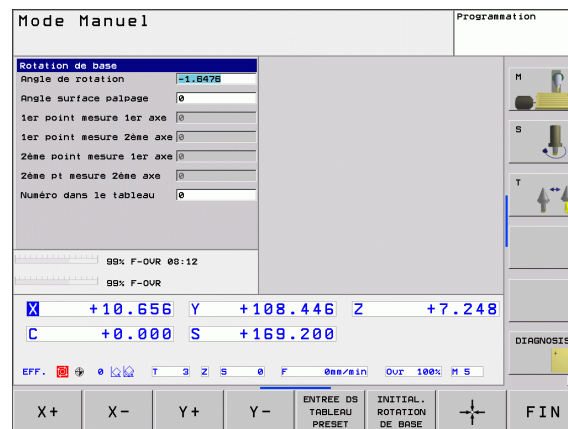 Mode Manuel
Programmation
Rotation de base
Angle de rotation -1.6476
Angle surface palpage 0
1er point mesure 1er axe 0
1er point mesure 2ème axe 0
2ème point mesure 1er axe 0
2ème pt mesure 2ème axe 0
Numéro dans le tableau 0
99% F-OVR 08:12
99% F-OVR
X +10.656 Y +108.446 Z +7.248
C +0.000 S +169.200
EFF. 0 T 3 Z S 0 F 0mm/min Ovr 100% M 5
M
S
T
DIAGNOSIS
X+ X- Y+ Y- ENTREE DS TABLEAU PRESET INITIAL. ROTATION DE BASE FIN